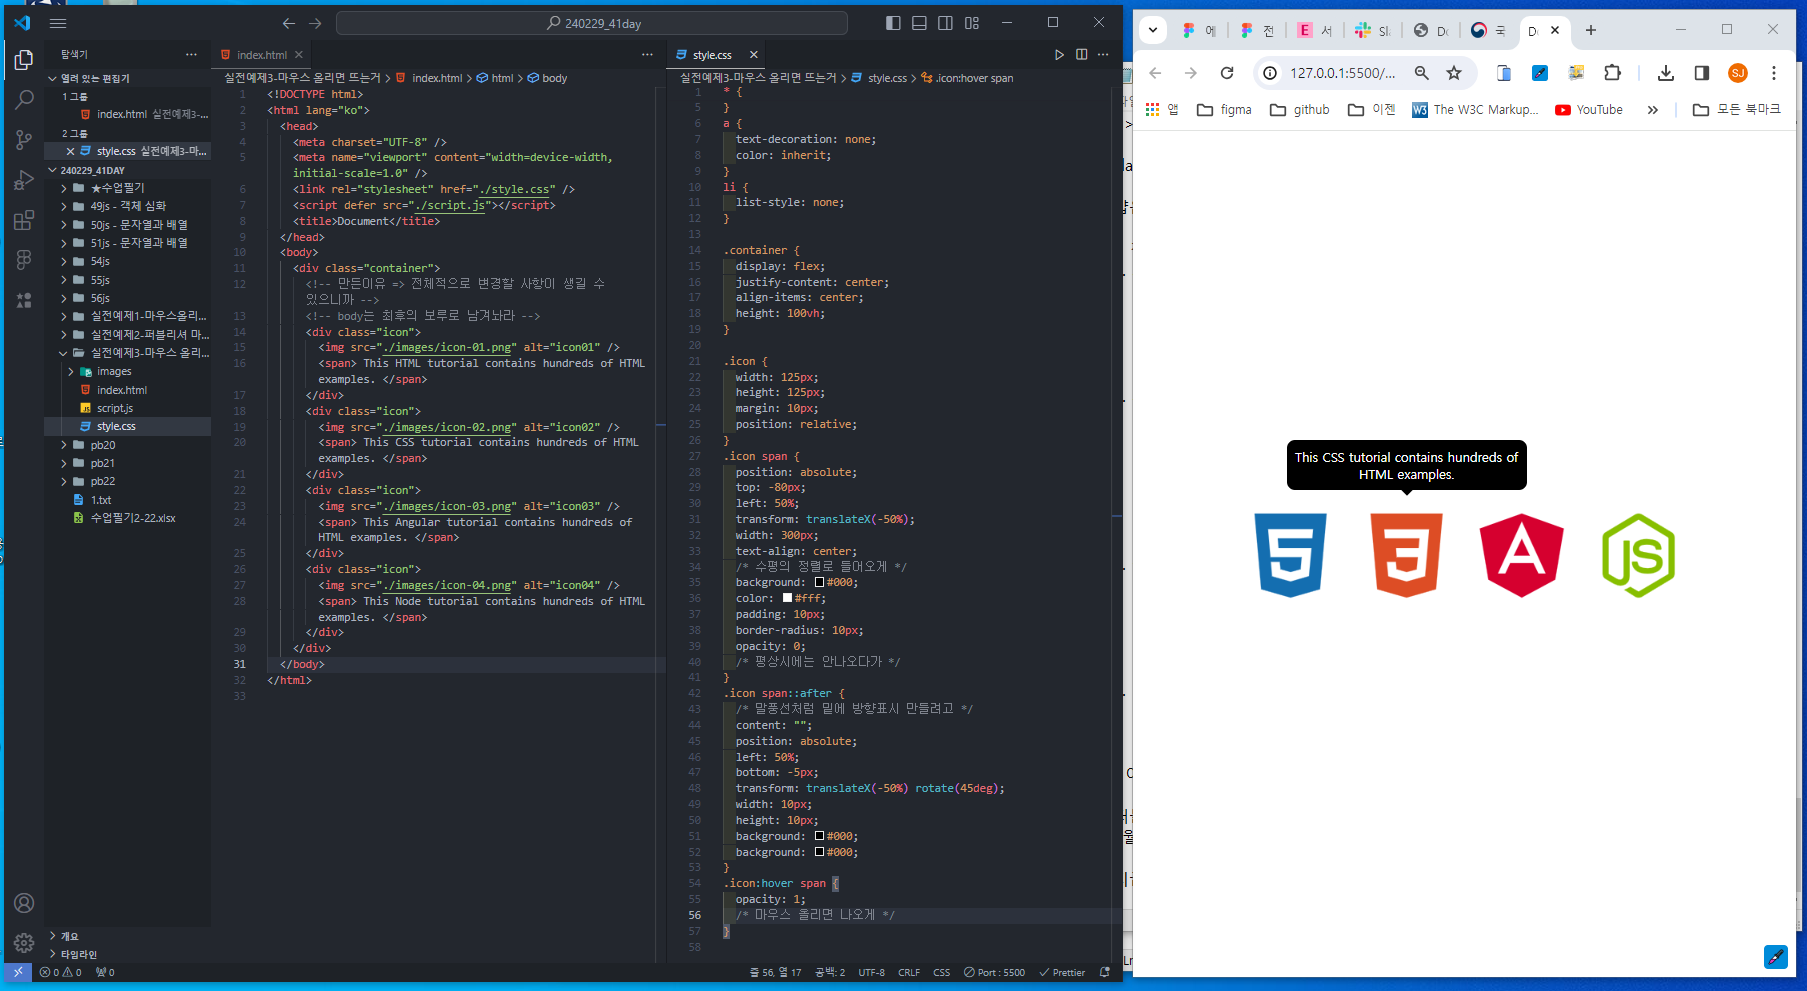 240229_41day
탐색기
열려 있는 편집기
1 그룹
index.html 실전예제3-...
2 그룹
style.css 실전예제3-마...
240229_41DAY
★수업필기
49js - 객체 심화
50js - 문자열과 배열
51js - 문자열과 배열
54js
55js
56js
실전예제1-마우스올리...
실전예제2-퍼블리셔 마...
실전예제3-마우스 올리...
images
index.html
script.js
style.css
pb20
pb21
pb22
1.txt
수업필기2-22.xlsx
개요
타임라인
index.html
실전예제3-마우스 올리면 뜨는거 > index.html > html > body
1 <!DOCTYPE html>
2 <html lang="ko">
3 <head>
4 <meta charset="UTF-8" />
5 <meta name="viewport" content="width=device-width,
initial-scale=1.0" />
6 <link rel="stylesheet" href="./style.css" />
7 <script defer src="./script.js"></script>
8 <title>Document</title>
9 </head>
10 <body>
11 <div class="container">
12 <!-- 만든이유 => 전체적으로 변경할 사항이 생길 수
있으니까 -->
13 <!-- body는 최후의 보루로 남겨놔라 -->
14 <div class="icon">
15 <img src="./images/icon-01.png" alt="icon01" />
16 <span> This HTML tutorial contains hundreds of HTML
examples. </span>
17 </div>
18 <div class="icon">
19 <img src="./images/icon-02.png" alt="icon02" />
20 <span> This CSS tutorial contains hundreds of HTML
examples. </span>
21 </div>
22 <div class="icon">
23 <img src="./images/icon-03.png" alt="icon03" />
24 <span> This Angular tutorial contains hundreds of
HTML examples. </span>
25 </div>
26 <div class="icon">
27 <img src="./images/icon-04.png" alt="icon04" />
28 <span> This Node tutorial contains hundreds of HTML
examples. </span>
29 </div>
30 </div>
31 </body>
32 </html>
33
style.css
실전예제3-마우스 올리면 뜨는거 > style.css > .icon:hover span
1 * {
5 }
6 a {
7 text-decoration: none;
8 color: inherit;
9 }
10 li {
11 list-style: none;
12 }
13
14 .container {
15 display: flex;
16 justify-content: center;
17 align-items: center;
18 height: 100vh;
19 }
20
21 .icon {
22 width: 125px;
23 height: 125px;
24 margin: 10px;
25 position: relative;
26 }
27 .icon span {
28 position: absolute;
29 top: -80px;
30 left: 50%;
31 transform: translateX(-50%);
32 width: 300px;
33 text-align: center;
34 /* 수평의 정렬로 들어오게 */
35 background: #000;
36 color: #fff;
37 padding: 10px;
38 border-radius: 10px;
39 opacity: 0;
40 /* 평상시에는 안나오다가 */
41 }
42 .icon span::after {
43 /* 말풍선처럼 밑에 방향표시 만들려고 */
44 content: "";
45 position: absolute;
46 left: 50%;
47 bottom: -5px;
48 transform: translateX(-50%) rotate(45deg);
49 width: 10px;
50 height: 10px;
51 background: #000;
52 background: #000;
53 }
54 .icon:hover span {
55 opacity: 1;
56 /* 마우스 올리면 나오게 */
57 }
58
0 0 0
줄 56, 열 17 공백: 2 UTF-8 CRLF CSS Port : 5500 Prettier
에 전 E 서 Sl Do 국 D
127.0.0.1:5500/... SJ
앱 figma github 이젠 W3 The W3C Markup... YouTube » 모든 북마크
This CSS tutorial contains hundreds of
HTML examples.
5 3 A JS